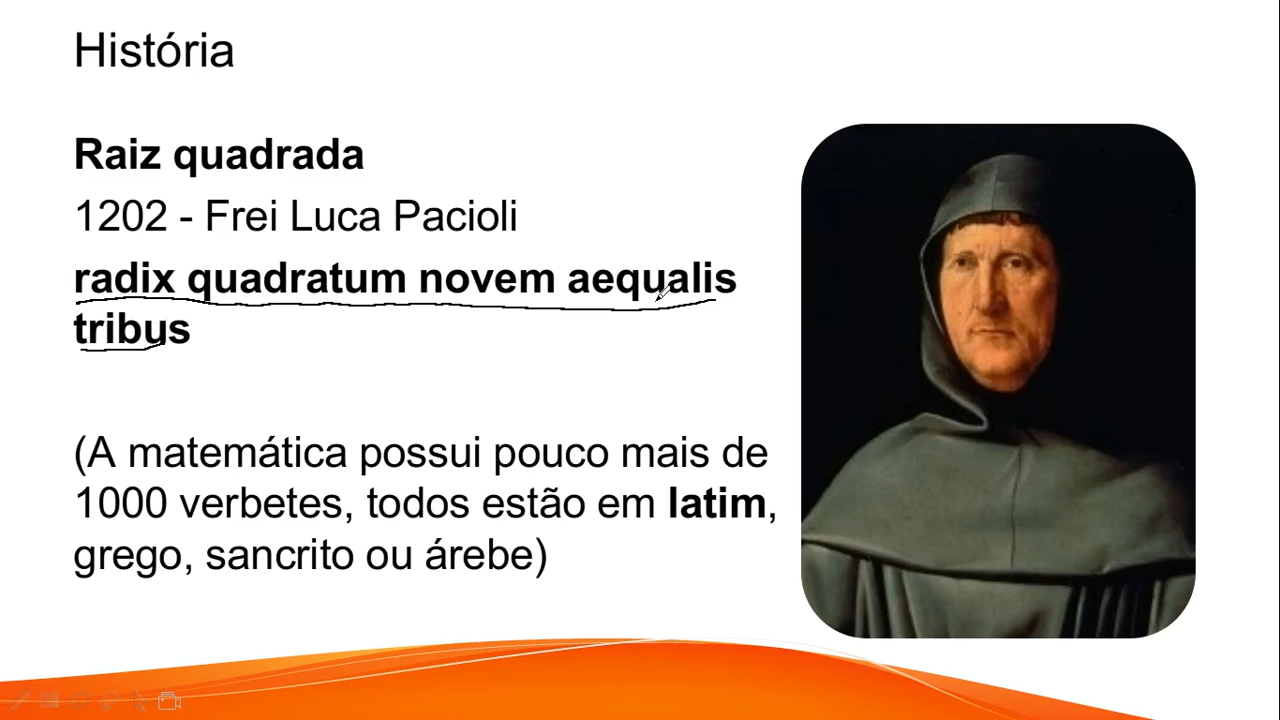 História
Raiz quadrada
1202 - Frei Luca Pacioli
radix quadratum novem aequalis
tribus
(A matemática possui pouco mais de
1000 verbetes, todos estão em latim,
grego, sancrito ou árebe)